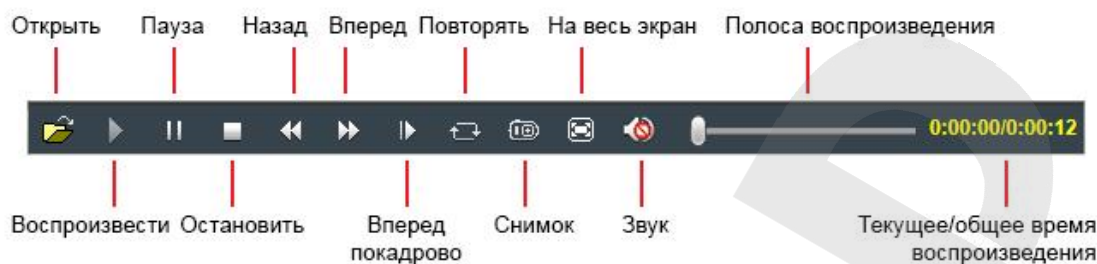 Открыть Пауза Назад Вперед Повторять На весь экран Полоса воспроизведения
0:00:00/0:00:12
Воспроизвести Остановить Вперед покадрово Снимок Звук Текущее/общее время воспроизведения